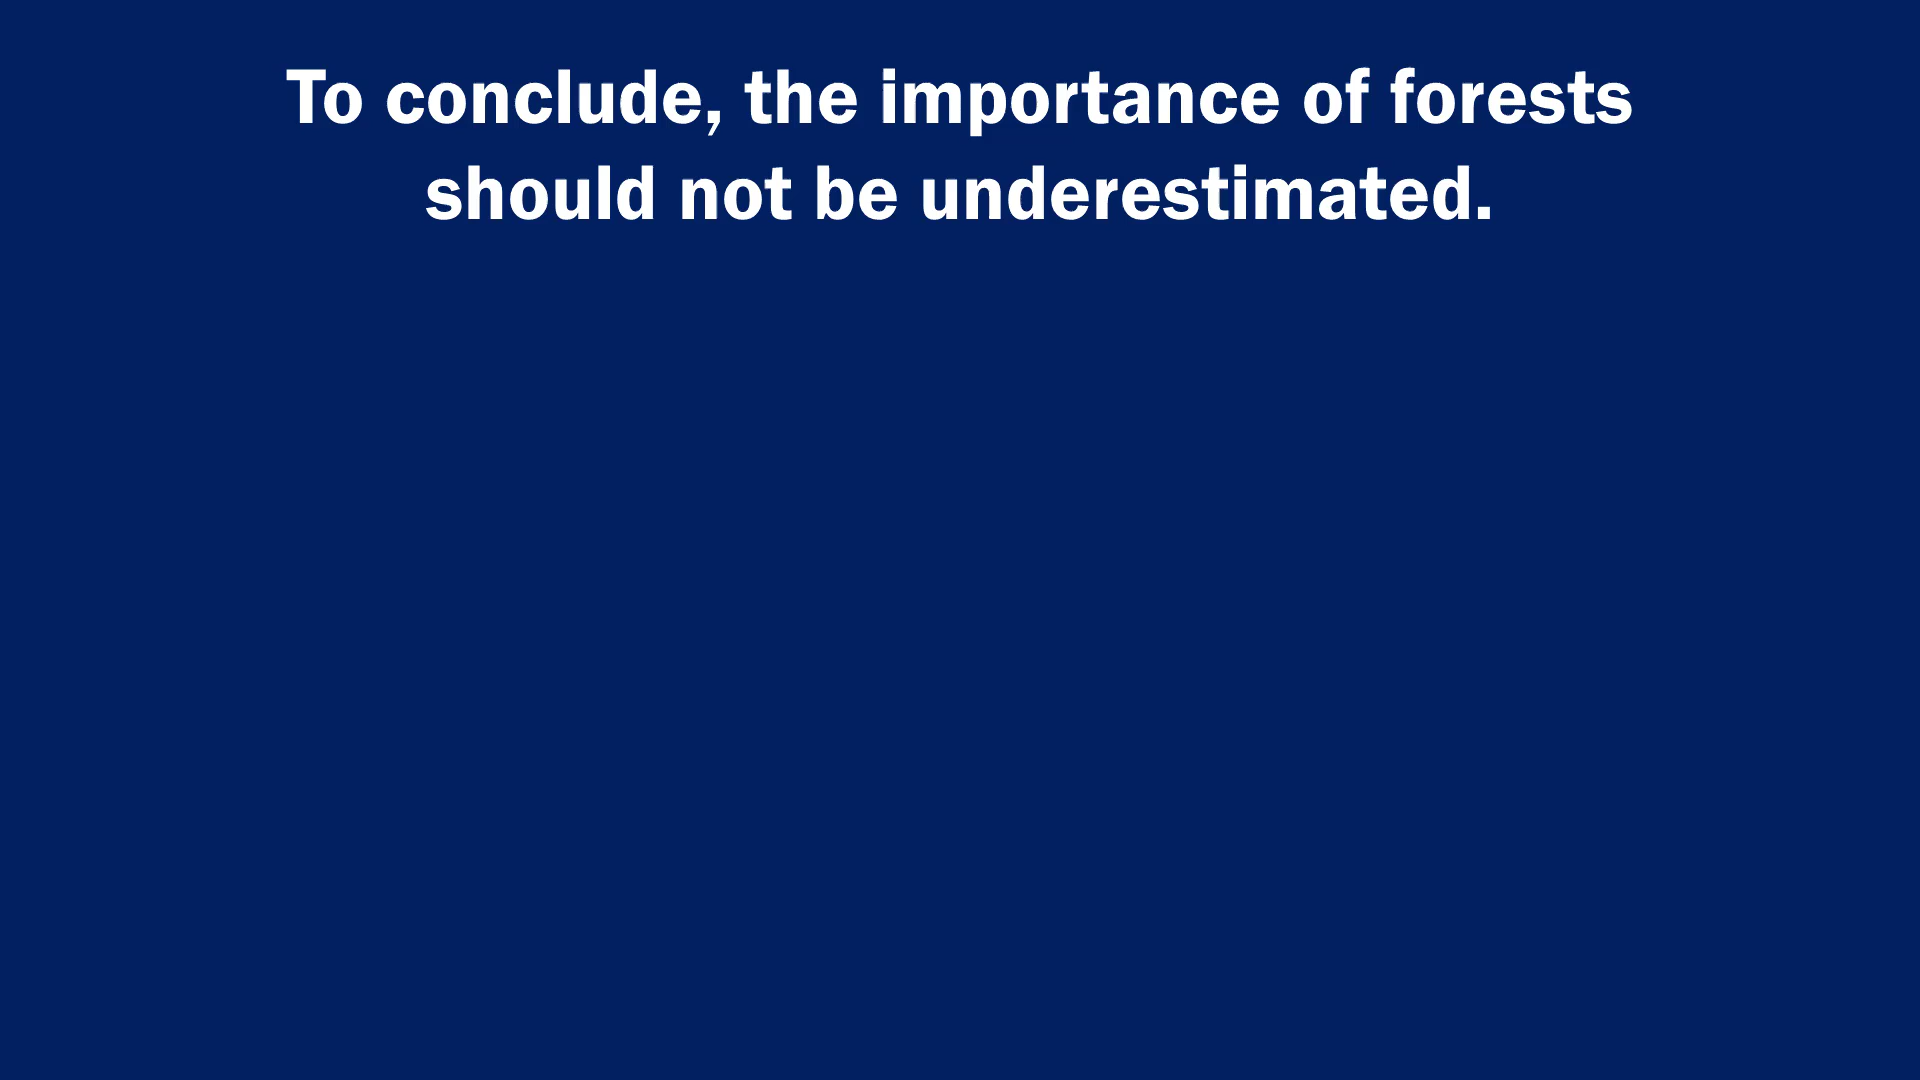 To conclude, the importance of forests
should not be underestimated.